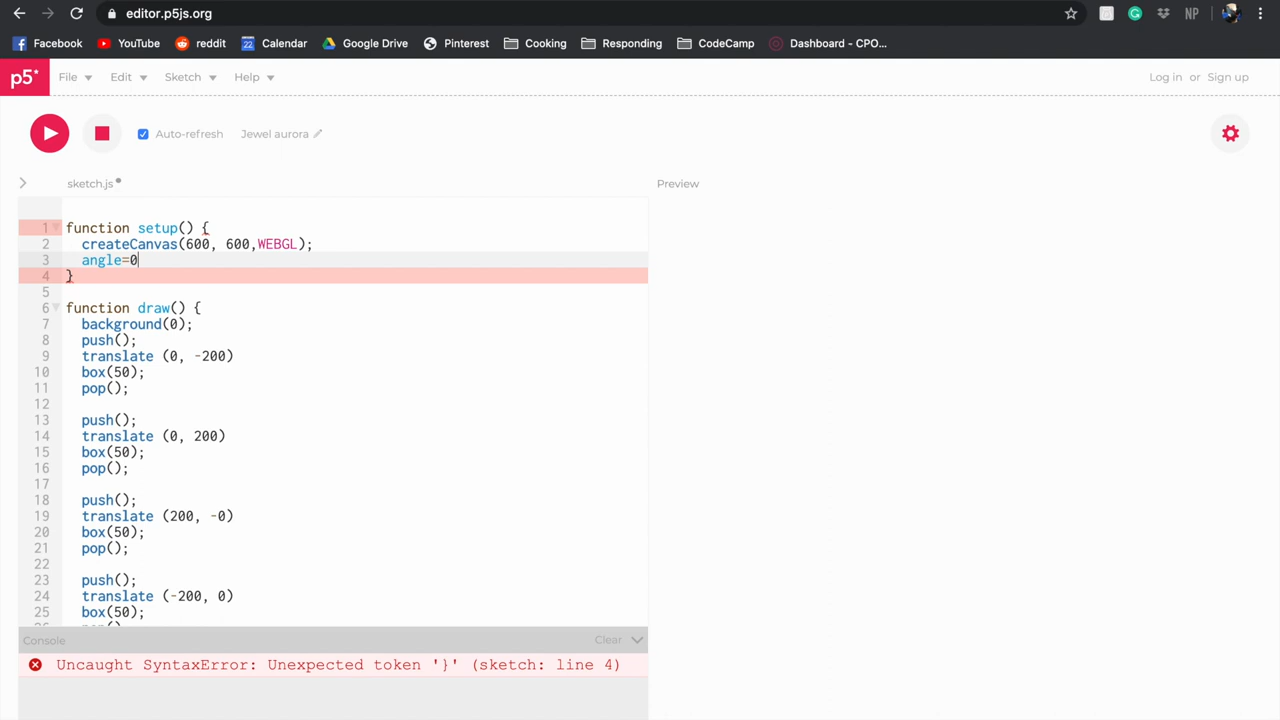 editor.p5js.org
Facebook YouTube reddit Calendar Google Drive Pinterest Cooking Responding CodeCamp Dashboard - CPO...
p5* File Edit Sketch Help Log in or Sign up
Auto-refresh Jewel aurora
sketch.js Preview
1 function setup() {
2 createCanvas(600, 600,WEBGL);
3 angle=0
4 }
5
6 function draw() {
7 background(0);
8 push();
9 translate (0, -200)
10 box(50);
11 pop();
12
13 push();
14 translate (0, 200)
15 box(50);
16 pop();
17
18 push();
19 translate (200, -0)
20 box(50);
21 pop();
22
23 push();
24 translate (-200, 0)
25 box(50);
Console Clear
Uncaught SyntaxError: Unexpected token '}' (sketch: line 4)